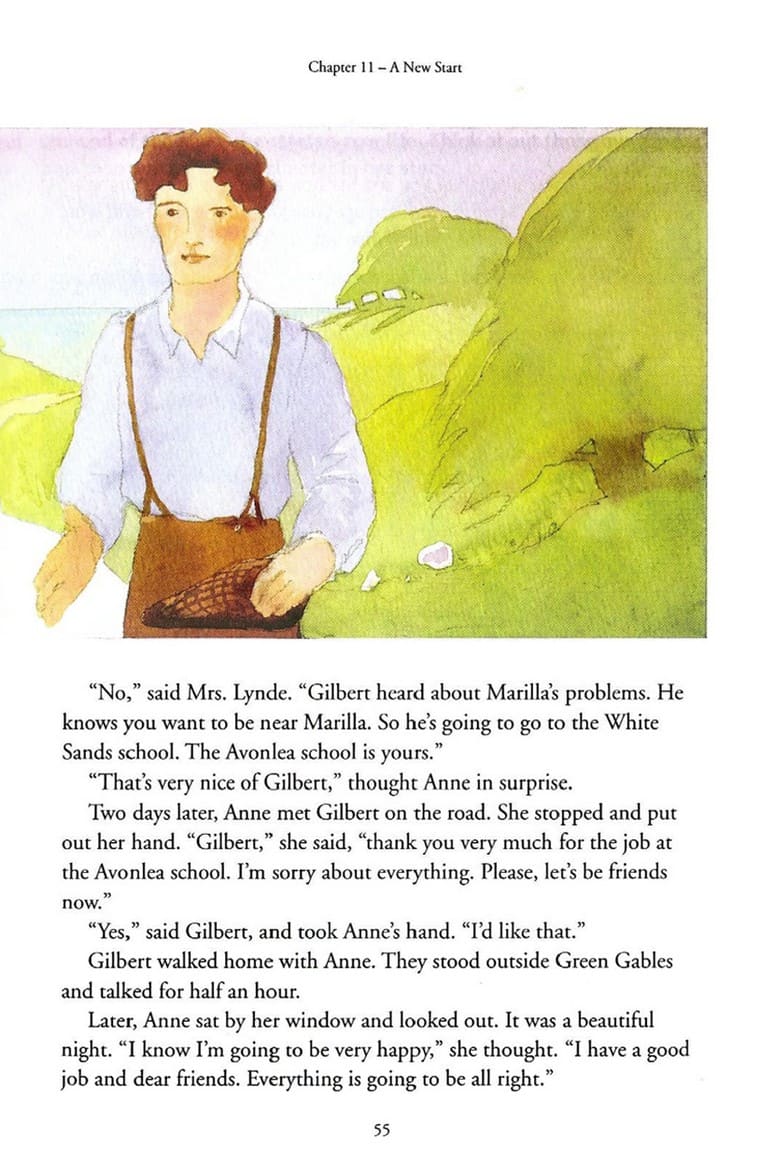 Chapter 11 – A New Start
“No,” said Mrs. Lynde. “Gilbert heard about Marilla’s problems. He
knows you want to be near Marilla. So he’s going to go to the White
Sands school. The Avonlea school is yours.”
“That’s very nice of Gilbert,” thought Anne in surprise.
Two days later, Anne met Gilbert on the road. She stopped and put
out her hand. “Gilbert,” she said, “thank you very much for the job at
the Avonlea school. I’m sorry about everything. Please, let’s be friends
now.”
“Yes,” said Gilbert, and took Anne’s hand. “I’d like that.”
Gilbert walked home with Anne. They stood outside Green Gables
and talked for half an hour.
Later, Anne sat by her window and looked out. It was a beautiful
night. “I know I’m going to be very happy,” she thought. “I have a good
job and dear friends. Everything is going to be all right.”
55